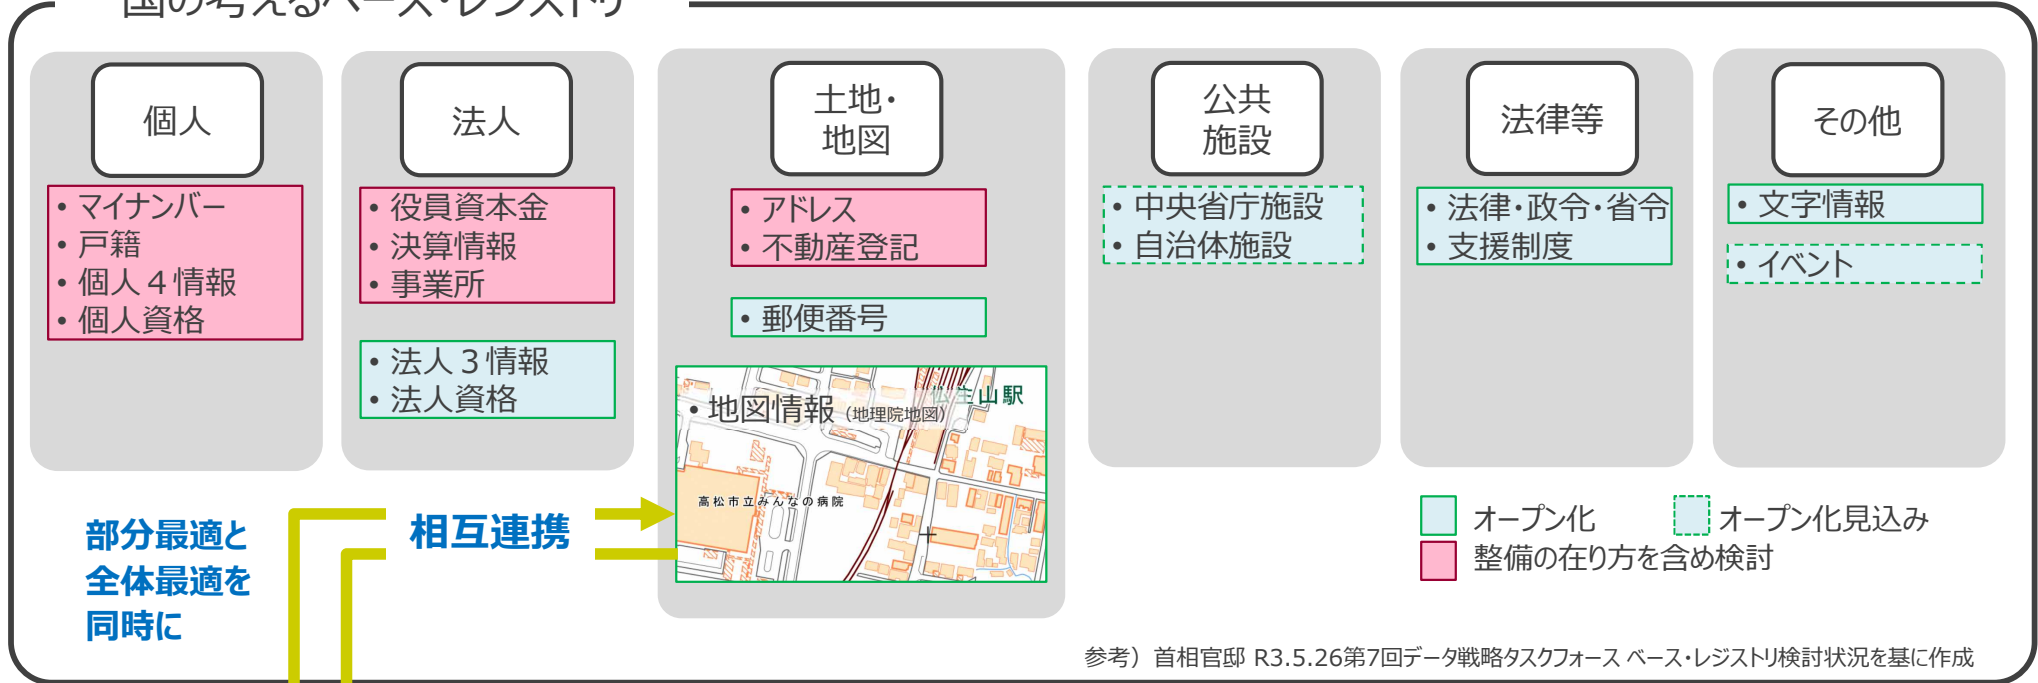 国の考えるベース・レジストリ
個人
・マイナンバー
・戸籍
・個人４情報
・個人資格
法人
・役員資本金
・決算情報
・事業所
・法人３情報
・法人資格
土地・
地図
・アドレス
・不動産登記
・郵便番号
・地図情報（地理院地図）
仏生山駅
高松市立みんなの病院
公共
施設
・中央省庁施設
・自治体施設
法律等
・法律・政令・省令
・支援制度
その他
・文字情報
・イベント
部分最適と
全体最適を
同時に
相互連携
オープン化
オープン化見込み
整備の在り方を含め検討
参考）首相官邸 R3.5.26第7回データ戦略タスクフォース ベース・レジストリ検討状況を基に作成